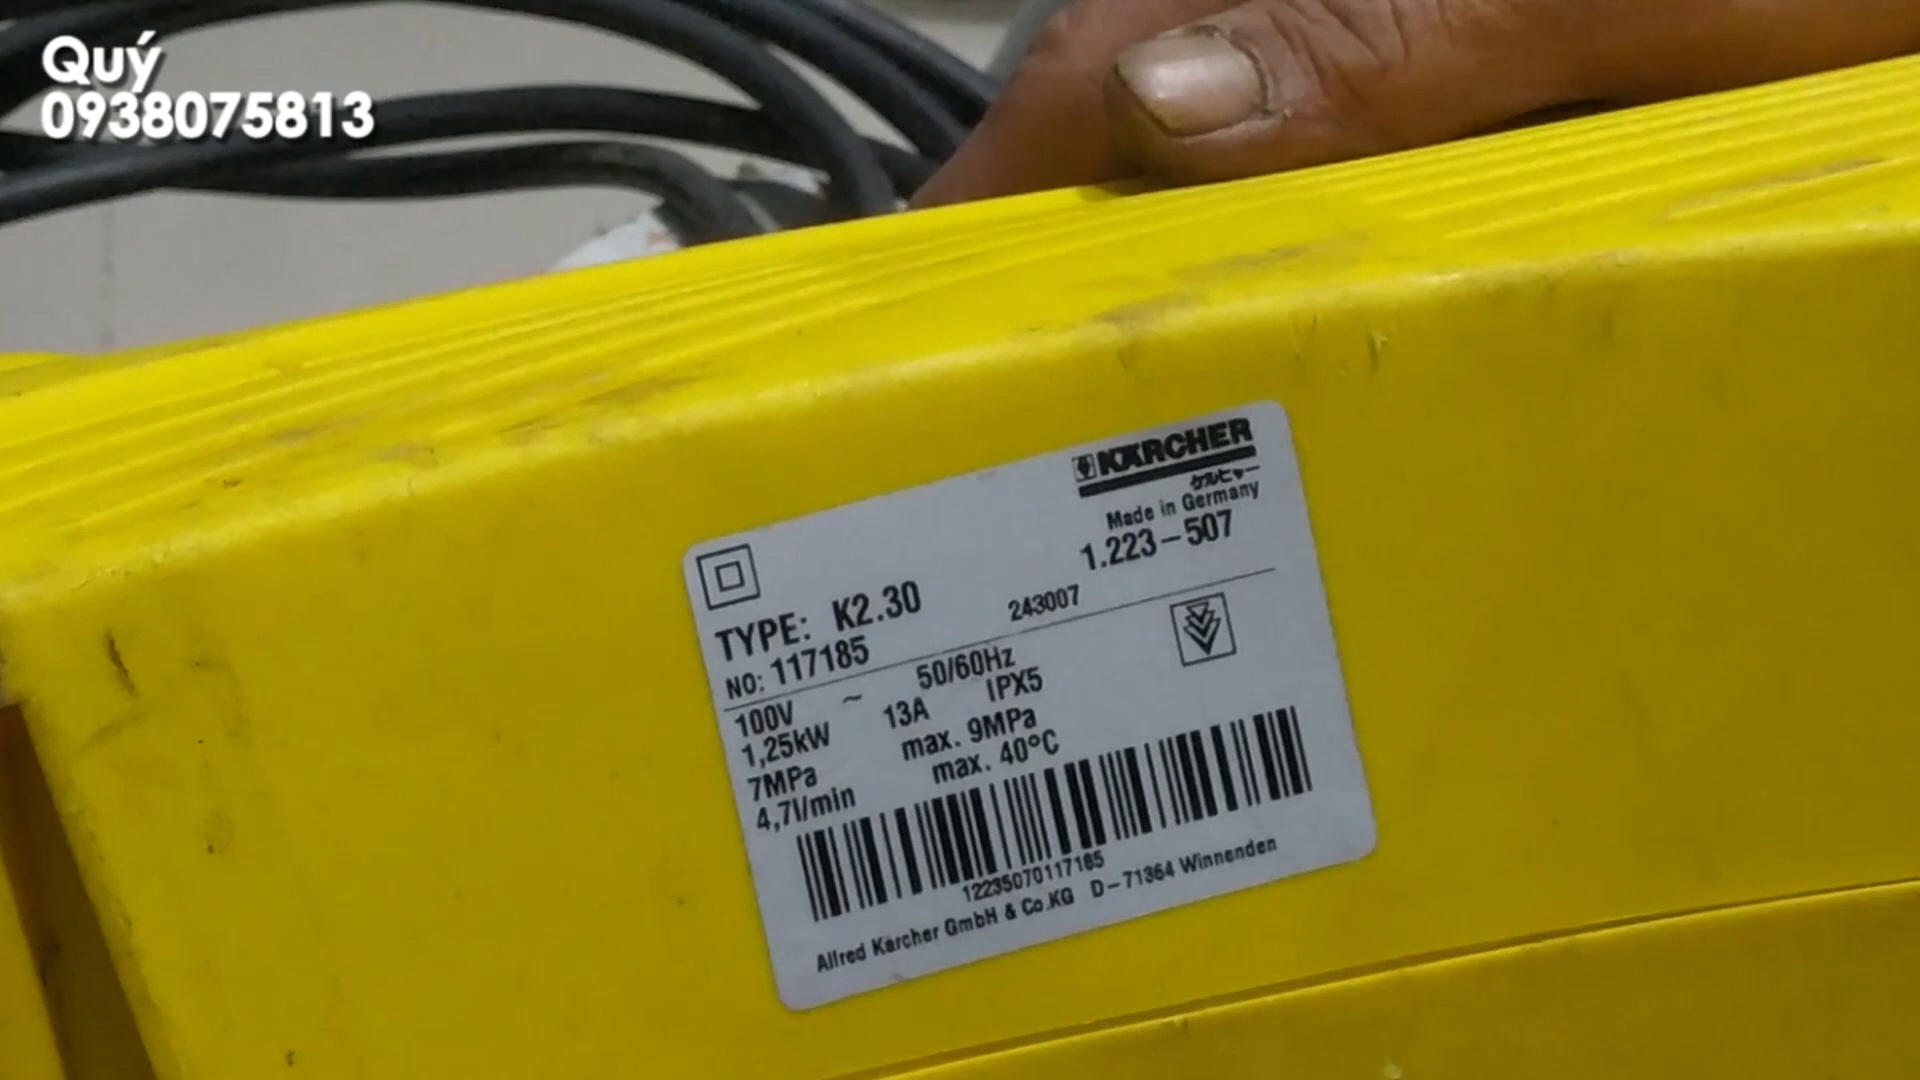 Quý
0938075813
KÄRCHER
ケルヒャー
Made in Germany
1.223-507
TYPE: K2.30
NO: 117185
243007
100V ~ 50/60Hz
1,25kW 13A IPX5
7MPa max. 9MPa
4,7l/min max. 40°C
12235070117185
Alfred Kärcher GmbH & Co.KG D-71364 Winnenden